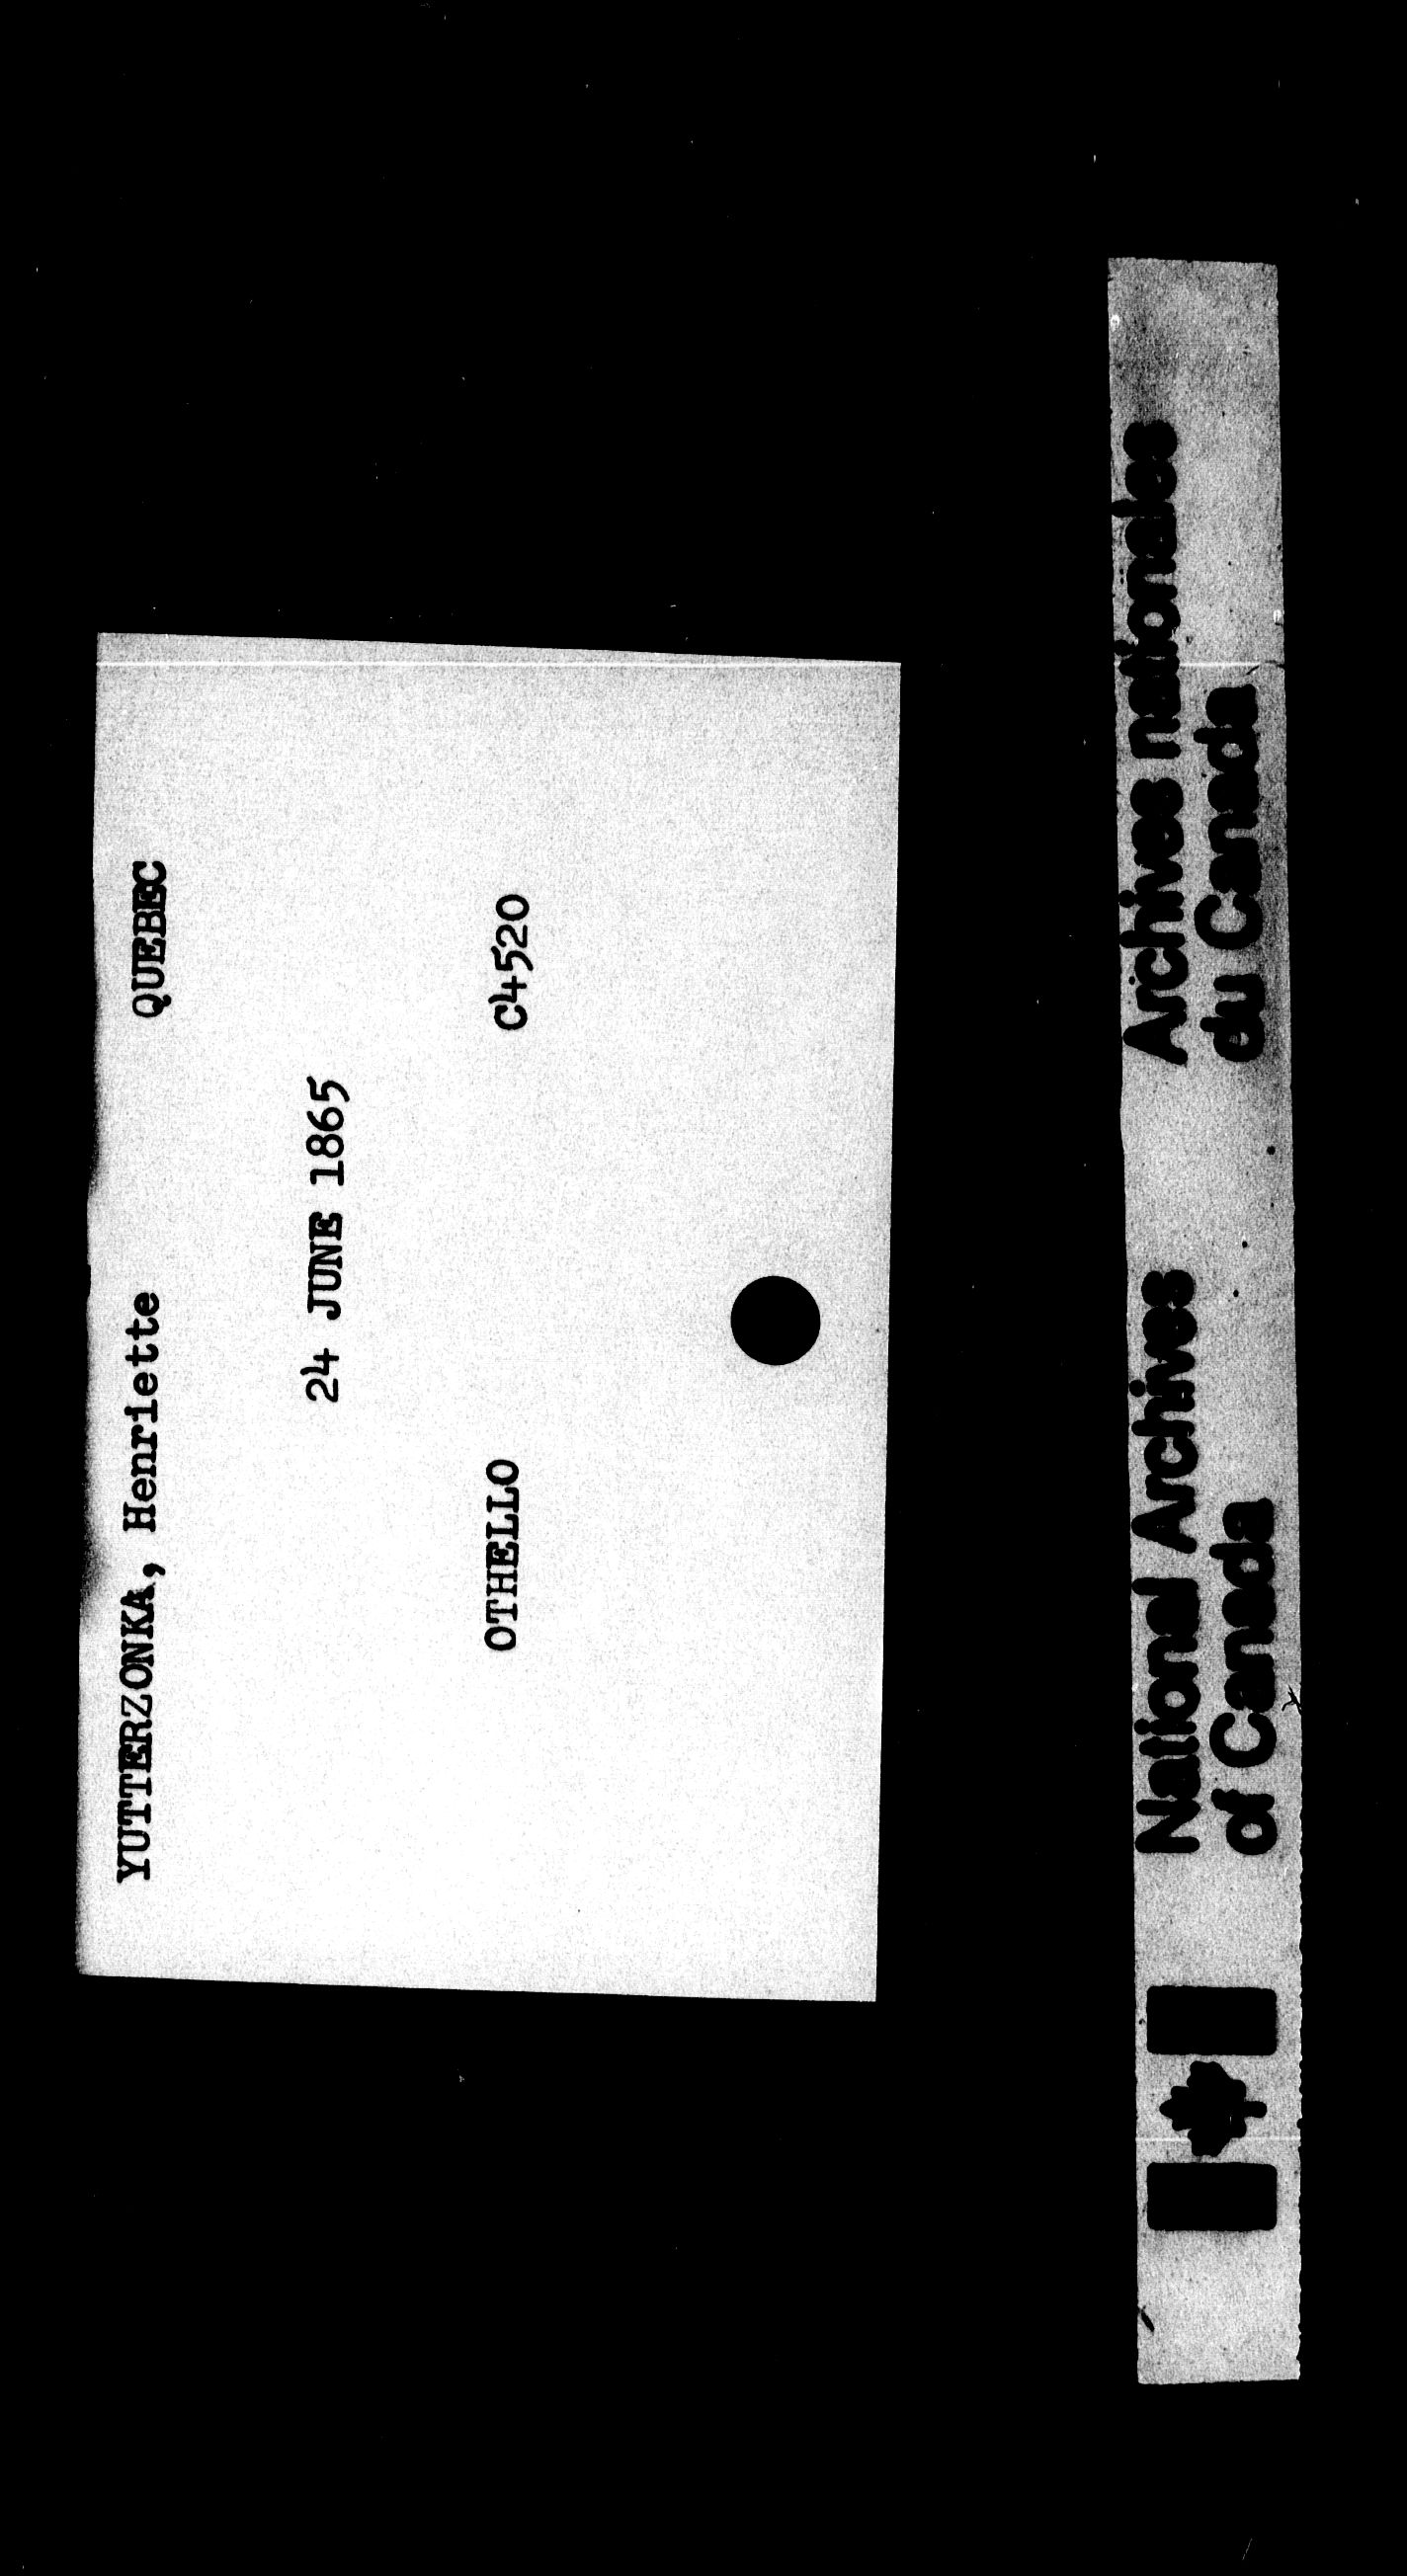 YUTTERZONKA, Henriette QUEBEC
24 JUNE 1865
OTHELLO C4520
National Archives
of Canada
Archives nationales
du Canada